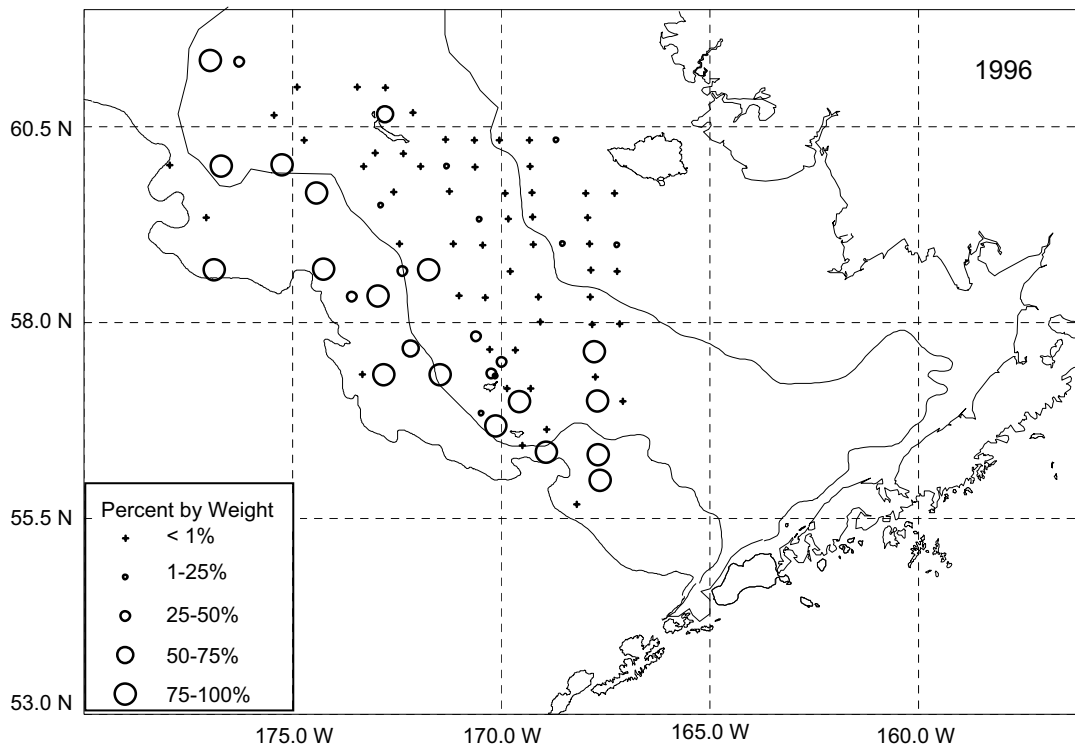 1996
60.5 N
58.0 N
55.5 N
53.0 N
Percent by Weight
< 1%
1-25%
25-50%
50-75%
75-100%
175.0 W
170.0 W
165.0 W
160.0 W